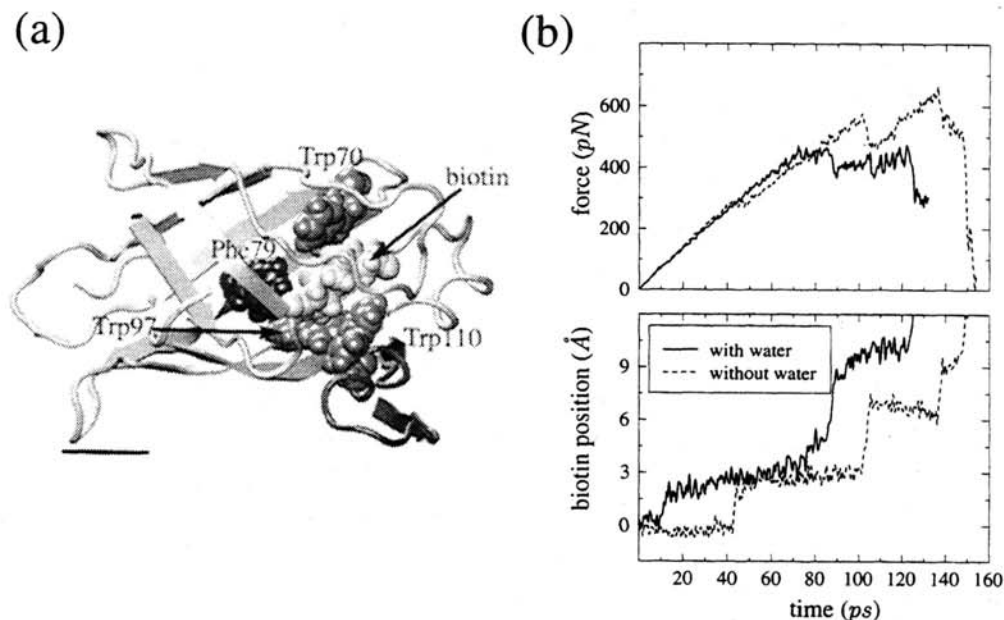 (a)
Trp70
biotin
Phe79
Trp97
Trp110
(b)
force (pN)
600
400
200
0
biotin position (Å)
9
6
3
0
with water
without water
20 40 60 80 100 120 140 160
time (ps)